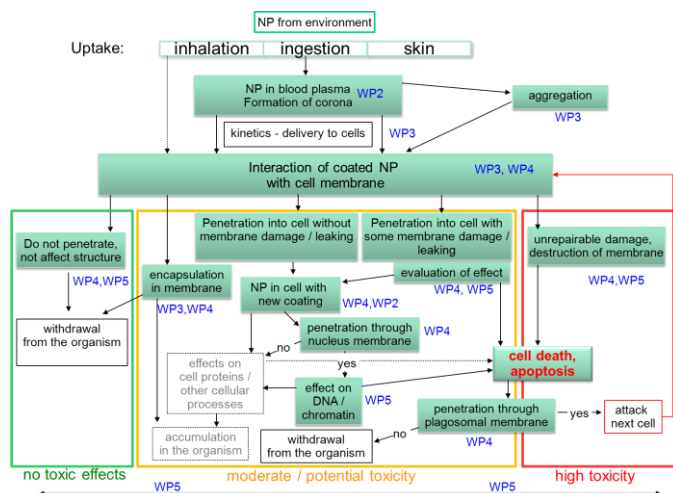 NP from environment
Uptake:
inhalation
ingestion
skin
NP in blood plasma
Formation of corona
WP2
aggregation
WP3
kinetics - delivery to cells
WP3
Interaction of coated NP
with cell membrane
WP3, WP4
Do not penetrate,
not affect structure
WP4,WP5
withdrawal
from the organism
encapsulation
in membrane
WP3,WP4
Penetration into cell without
membrane damage / leaking
Penetration into cell with
some membrane damage /
leaking
evaluation of effect
WP4, WP5
unrepairable damage,
destruction of membrane
WP4,WP5
NP in cell with
new coating
WP4,WP2
penetration through
nucleus membrane
WP4
no
yes
effects on
cell proteins /
other cellular
processes
effect on
DNA /
chromatin
WP5
cell death,
apoptosis
penetration through
plagosomal membrane
WP4
yes
attack
next cell
no
withdrawal
from the organism
accumulation
in the organism
no toxic effects
moderate / potential toxicity
high toxicity
WP5
WP5